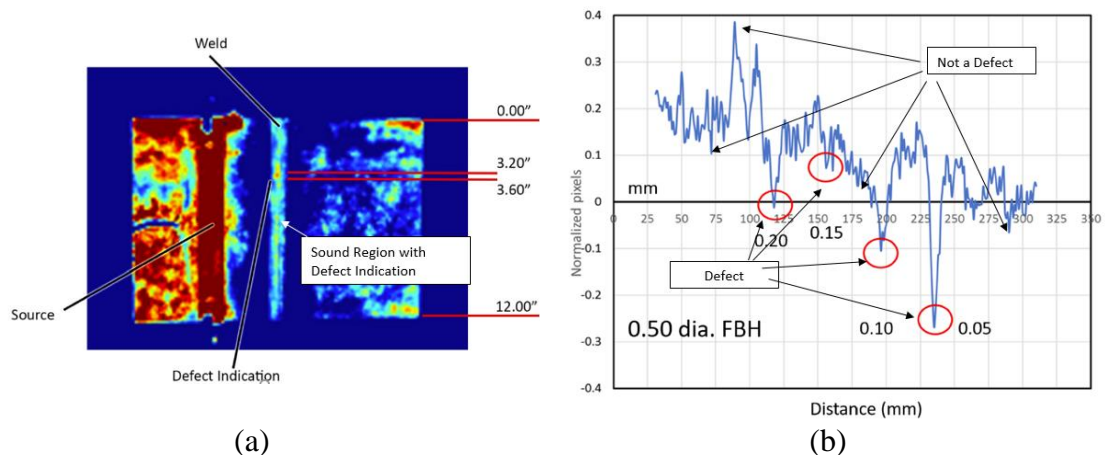 Weld
0.00”
3.20”
3.60”
Sound Region with
Defect Indication
Source
12.00”
Defect Indication
(a)
0.4
0.3
Not a Defect
0.2
0.1
mm
0
0 25 50 75 100 125 150 175 200 225 250 275 300 325 350
0.20
0.15
-0.1
Defect
-0.2
0.10
0.05
0.50 dia. FBH
-0.3
-0.4
Normalized pixels
Distance (mm)
(b)